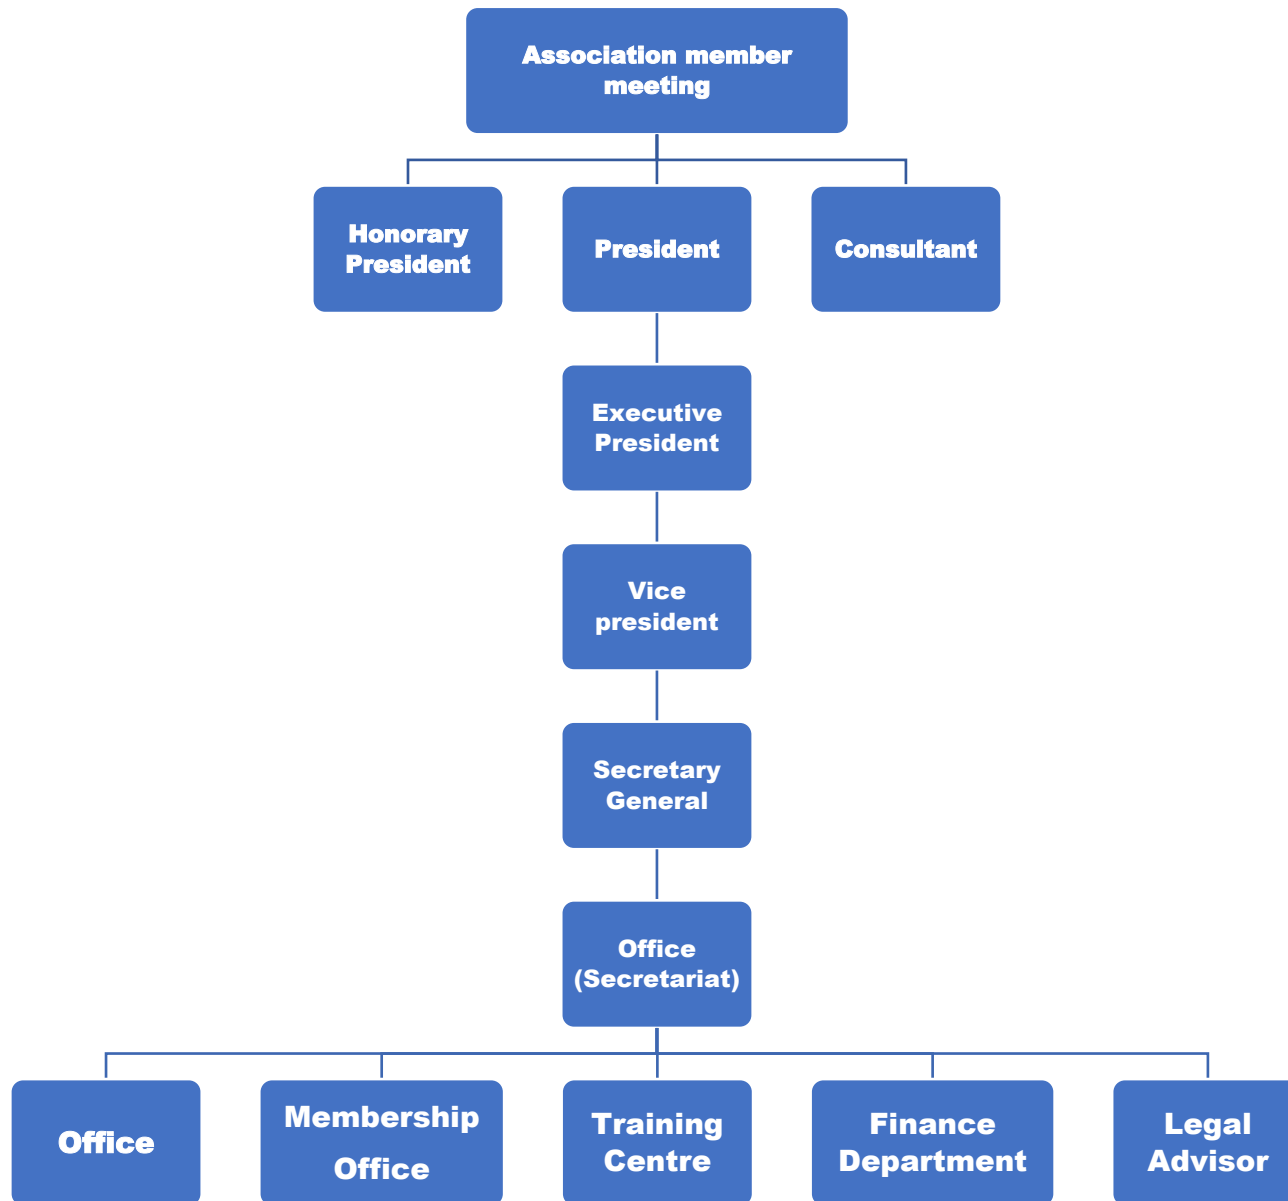 Association member
meeting
Honorary
President
President
Consultant
Executive
President
Vice
president
Secretary
General
Office
(Secretariat)
Office
Membership
Office
Training
Centre
Finance
Department
Legal
Advisor